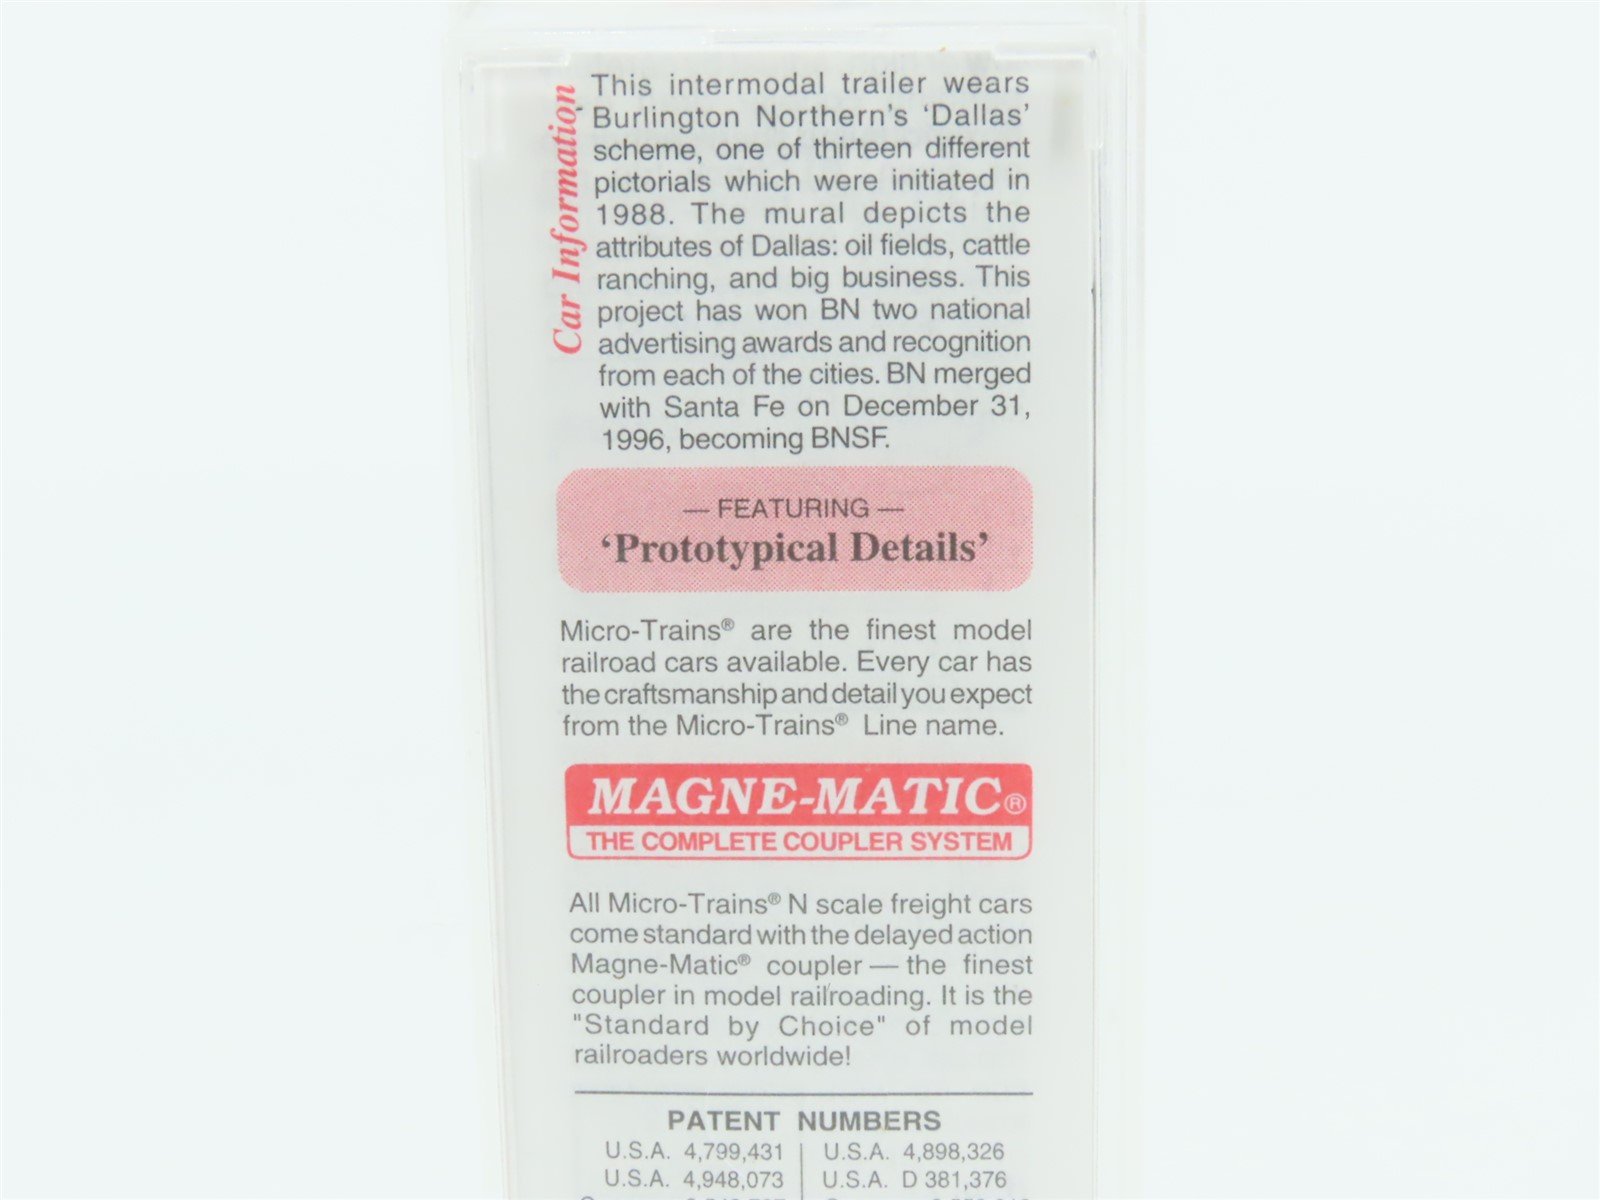 Car Information
This intermodal trailer wears
Burlington Northern's 'Dallas'
scheme, one of thirteen different
pictorials which were initiated in
1988. The mural depicts the
attributes of Dallas: oil fields, cattle
ranching, and big business. This
project has won BN two national
advertising awards and recognition
from each of the cities. BN merged
with Santa Fe on December 31,
1996, becoming BNSF.
— FEATURING —
'Prototypical Details'
Micro-Trains® are the finest model
railroad cars available. Every car has
the craftsmanship and detail you expect
from the Micro-Trains® Line name.
MAGNE-MATIC®
THE COMPLETE COUPLER SYSTEM
All Micro-Trains® N scale freight cars
come standard with the delayed action
Magne-Matic® coupler — the finest
coupler in model railroading. It is the
"Standard by Choice" of model
railroaders worldwide!
PATENT NUMBERS
U.S.A. 4,799,431 U.S.A. 4,898,326
U.S.A. 4,948,073 U.S.A. D 381,376